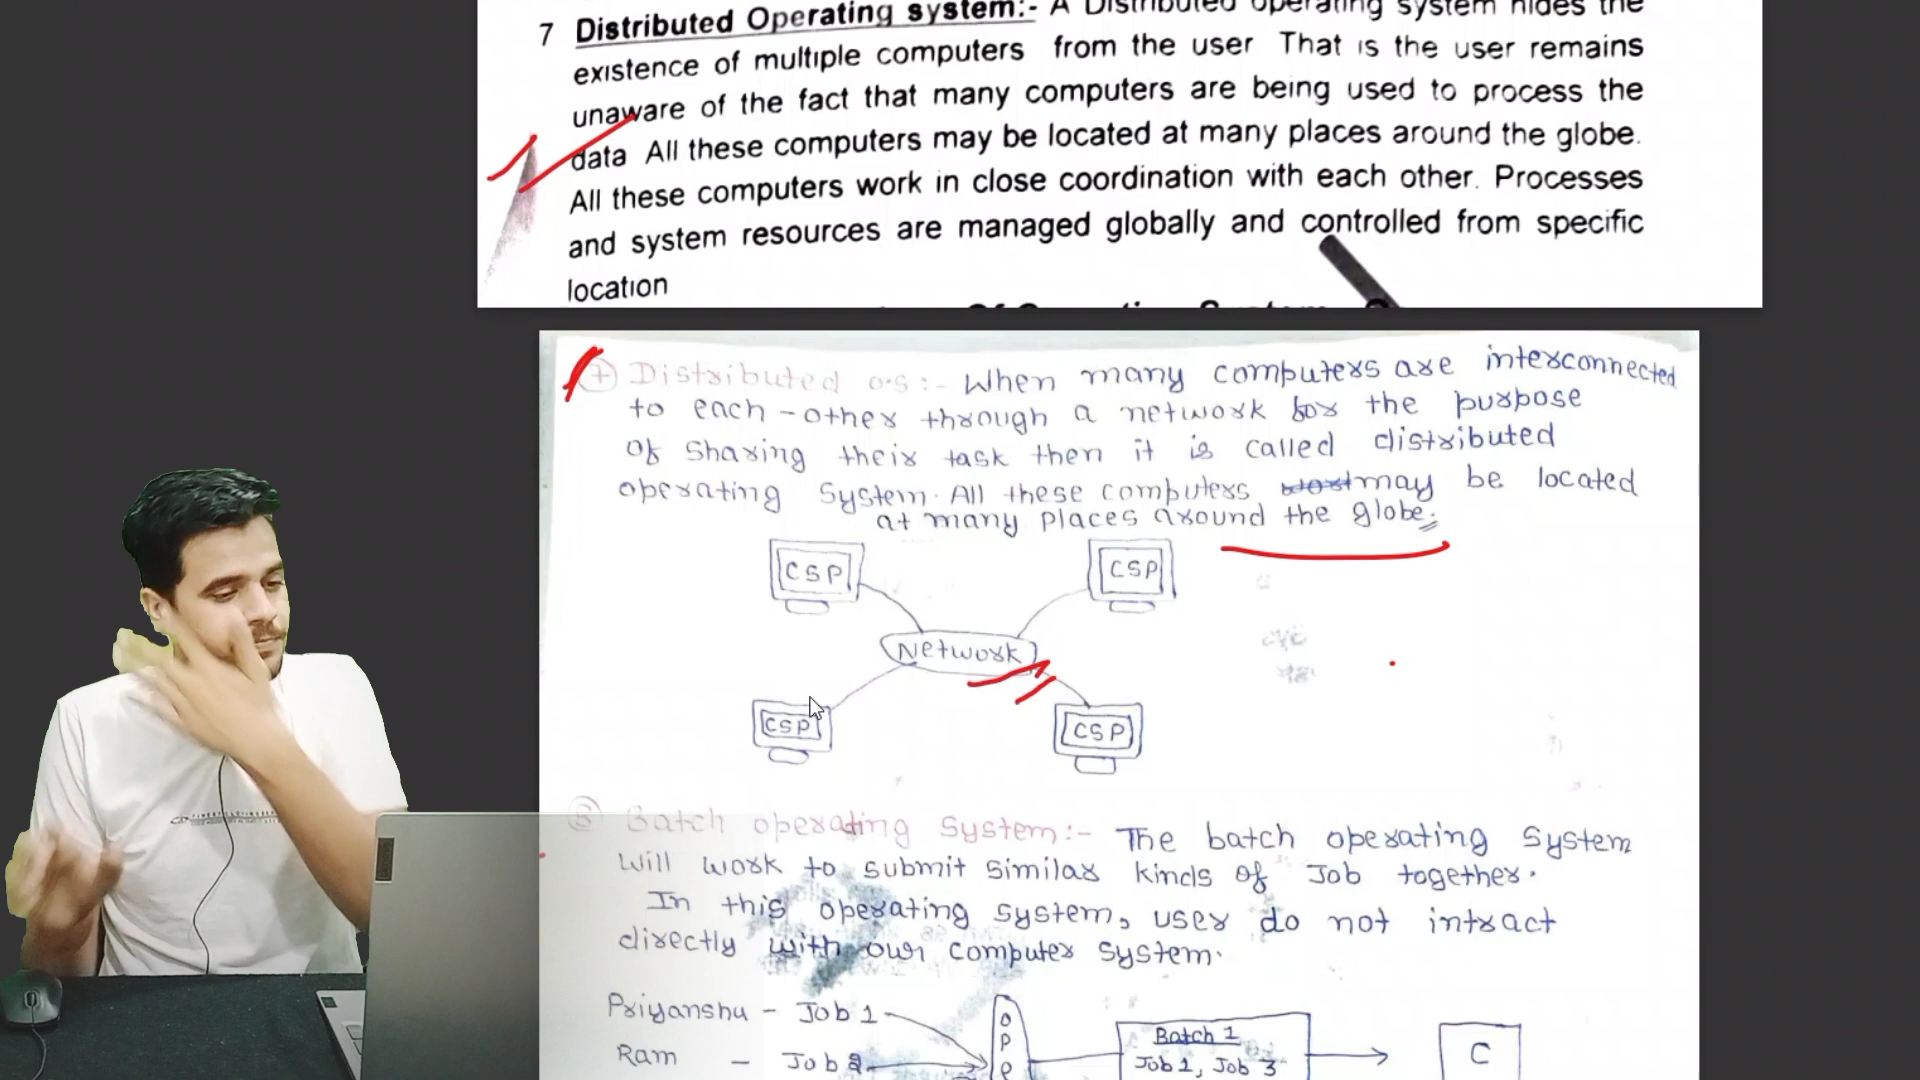 7 Distributed Operating system:- A Distributed operating system hides the
existence of multiple computers from the user That is the user remains
unaware of the fact that many computers are being used to process the
data All these computers may be located at many places around the globe.
All these computers work in close coordination with each other. Processes
and system resources are managed globally and controlled from specific
location
7 Distributed o.s:- When many computers are interconnected
to each-other through a network for the purpose
of sharing their task then it is called distributed
operating system. All these computers may be located
at many places around the globe.
CSP
CSP
Network
CSP
CSP
8 Batch operating system:- The batch operating system
will work to submit similar kinds of Job together.
In this operating system, user do not intract
directly with own computer system.
Priyanshu - Job 1
Ram - Job 2
O
P
e
Batch 1
Job 1, Job 3
C